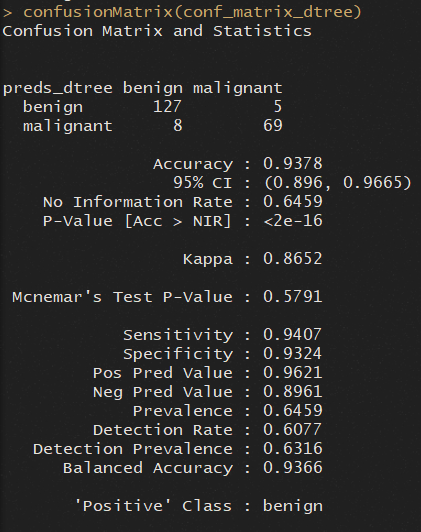 > confusionMatrix(conf_matrix_dtree)
Confusion Matrix and Statistics
preds_dtree benign malignant
benign 127 5
malignant 8 69
Accuracy : 0.9378
95% CI : (0.896, 0.9665)
No Information Rate : 0.6459
P-Value [Acc > NIR] : <2e-16
Kappa : 0.8652
Mcnemar's Test P-Value : 0.5791
Sensitivity : 0.9407
Specificity : 0.9324
Pos Pred Value : 0.9621
Neg Pred Value : 0.8961
Prevalence : 0.6459
Detection Rate : 0.6077
Detection Prevalence : 0.6316
Balanced Accuracy : 0.9366
'Positive' Class : benign